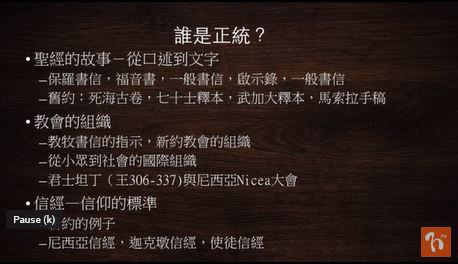 誰是正統？
•聖經的故事－從口述到文字
–保羅書信，福音書，一般書信，啟示錄，一般書信
–舊約：死海古卷，七十士釋本，武加大釋本，馬索拉手稿
•教會的組織
–教牧書信的指示，新約教會的組織
–從小眾到社會的國際組織
–君士坦丁（王306-337)與尼西亞Nicea大會
•信經—信仰的標準
約的例子
–尼西亞信經，迦克墩信經，使徒信經
Pause (k)
TV